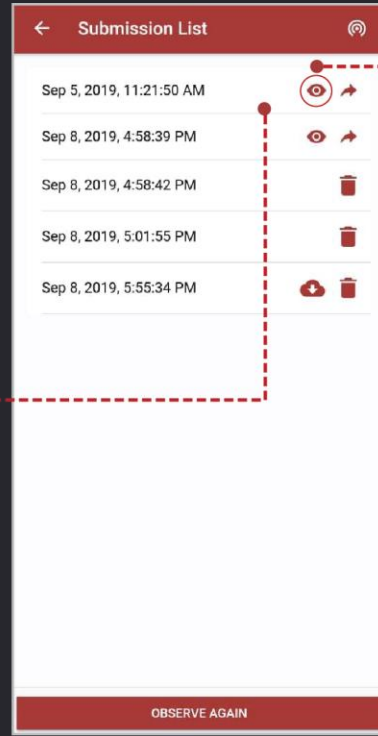 Submission List
Sep 5, 2019, 11:21:50 AM
Sep 8, 2019, 4:58:39 PM
Sep 8, 2019, 4:58:42 PM
Sep 8, 2019, 5:01:55 PM
Sep 8, 2019, 5:55:34 PM
OBSERVE AGAIN